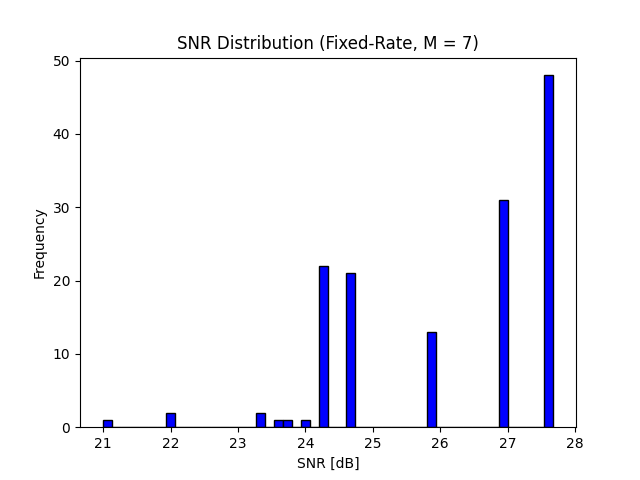 SNR Distribution (Fixed-Rate, M = 7)
50
40
30
20
10
0
Frequency
21 22 23 24 25 26 27 28
SNR [dB]